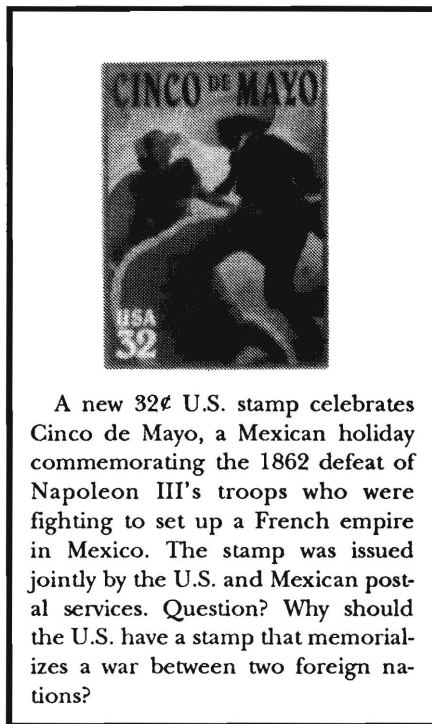 CINCO DE MAYO
USA
32
A new 32¢ U.S. stamp celebrates
Cinco de Mayo, a Mexican holiday
commemorating the 1862 defeat of
Napoleon III's troops who were
fighting to set up a French empire
in Mexico. The stamp was issued
jointly by the U.S. and Mexican post-
al services. Question? Why should
the U.S. have a stamp that memorial-
izes a war between two foreign na-
tions?